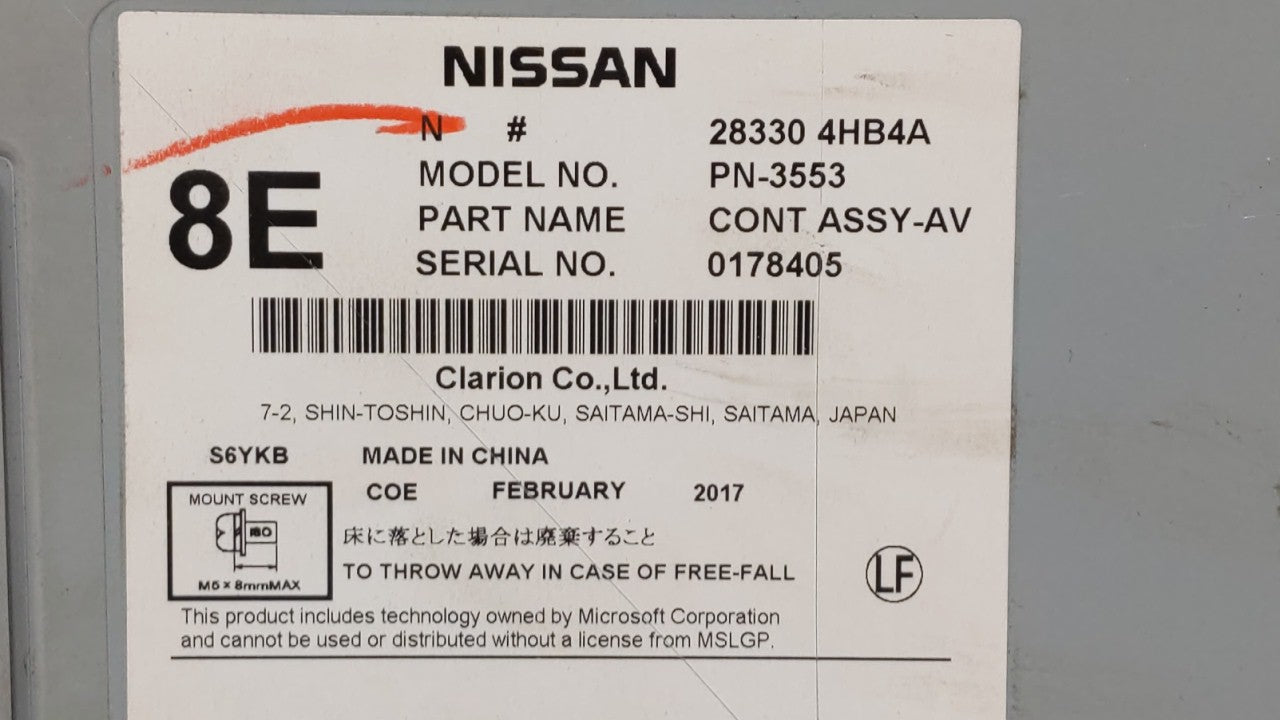 NISSAN
N # 28330 4HB4A
8E
MODEL NO. PN-3553
PART NAME CONT ASSY-AV
SERIAL NO. 0178405
Clarion Co.,Ltd.
7-2, SHIN-TOSHIN, CHUO-KU, SAITAMA-SHI, SAITAMA, JAPAN
S6YKB MADE IN CHINA
COE FEBRUARY 2017
MOUNT SCREW
M5 x 8mmMAX
床に落とした場合は廃棄すること
TO THROW AWAY IN CASE OF FREE-FALL
LF
This product includes technology owned by Microsoft Corporation
and cannot be used or distributed without a license from MSLGP.